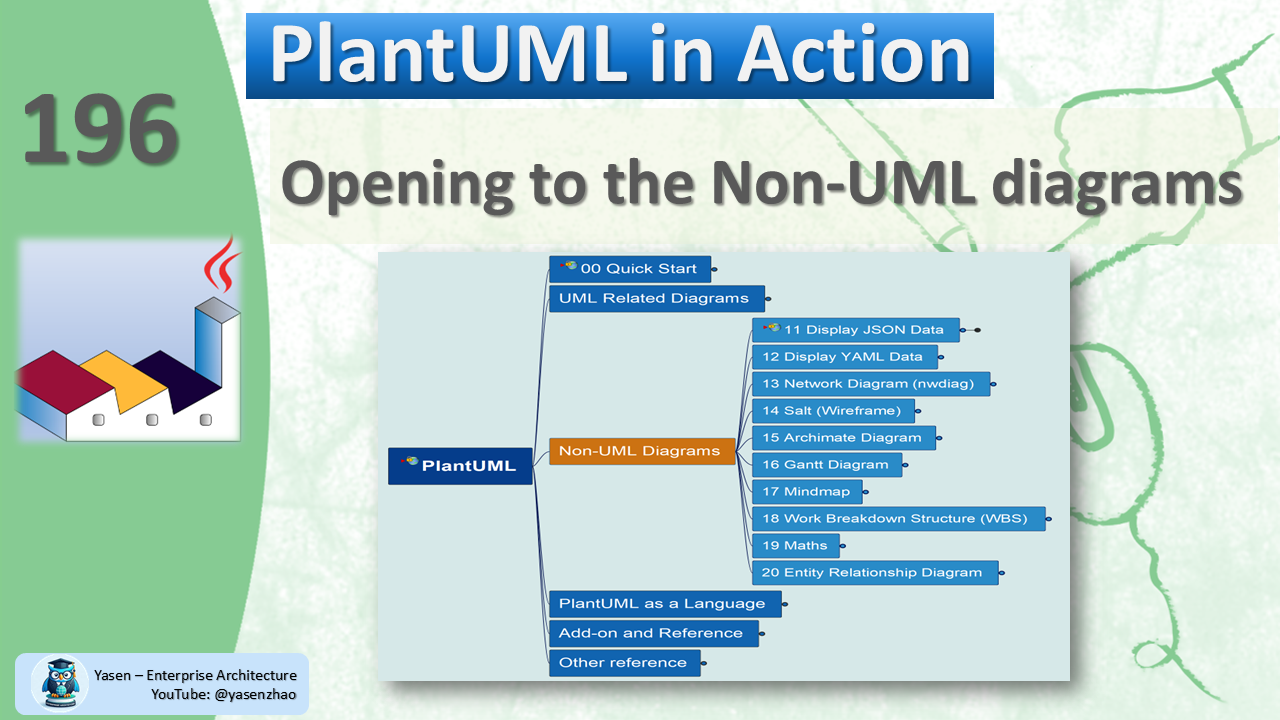 PlantUML in Action
196
Opening to the Non-UML diagrams
00 Quick Start
UML Related Diagrams
11 Display JSON Data
12 Display YAML Data
13 Network Diagram (nwdiag)
14 Salt (Wireframe)
15 Archimate Diagram
Non-UML Diagrams
PlantUML
16 Gantt Diagram
17 Mindmap
18 Work Breakdown Structure (WBS)
19 Maths
20 Entity Relationship Diagram
PlantUML as a Language
Add-on and Reference
Other reference
Yasen – Enterprise Architecture
YouTube: @yasenzhao